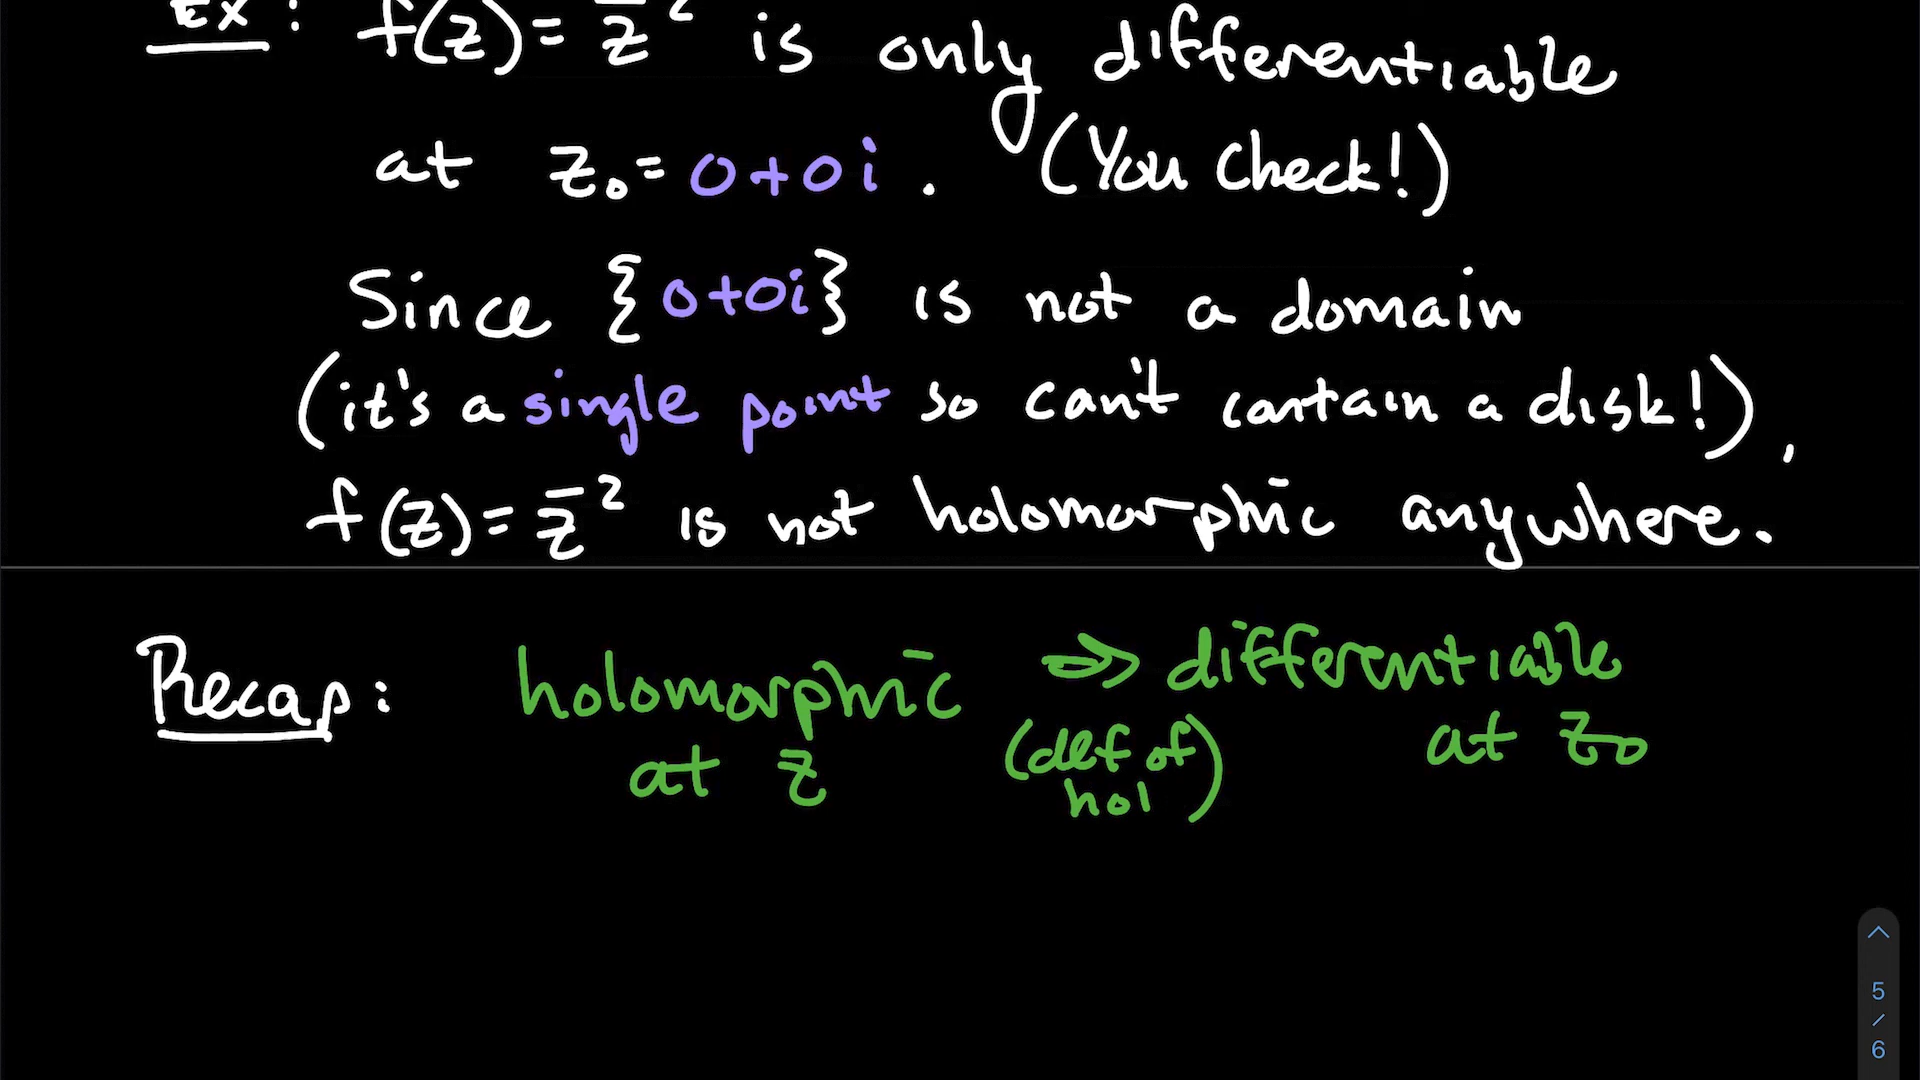 Ex: f(z) = z̄² is only differentiable
at z₀ = 0+0i. (You Check!)
Since {0+0i} is not a domain
(it's a single point so can't contain a disk!),
f(z) = z̄² is not holomorphic anywhere.
Recap: holomorphic ⇒ differentiable
at z (def of hol) at z₀
5
/
6